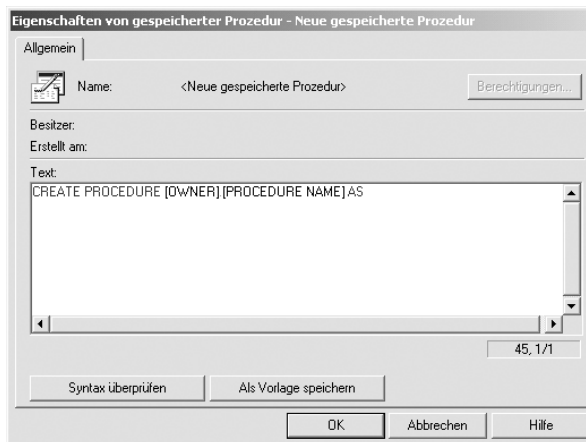 Eigenschaften von gespeicherter Prozedur - Neue gespeicherte Prozedur
Allgemein
Name: <Neue gespeicherte Prozedur> Berechtigungen...
Besitzer:
Erstellt am:
Text:
CREATE PROCEDURE [OWNER].[PROCEDURE NAME] AS
45, 1/1
Syntax überprüfen Als Vorlage speichern
OK Abbrechen Hilfe